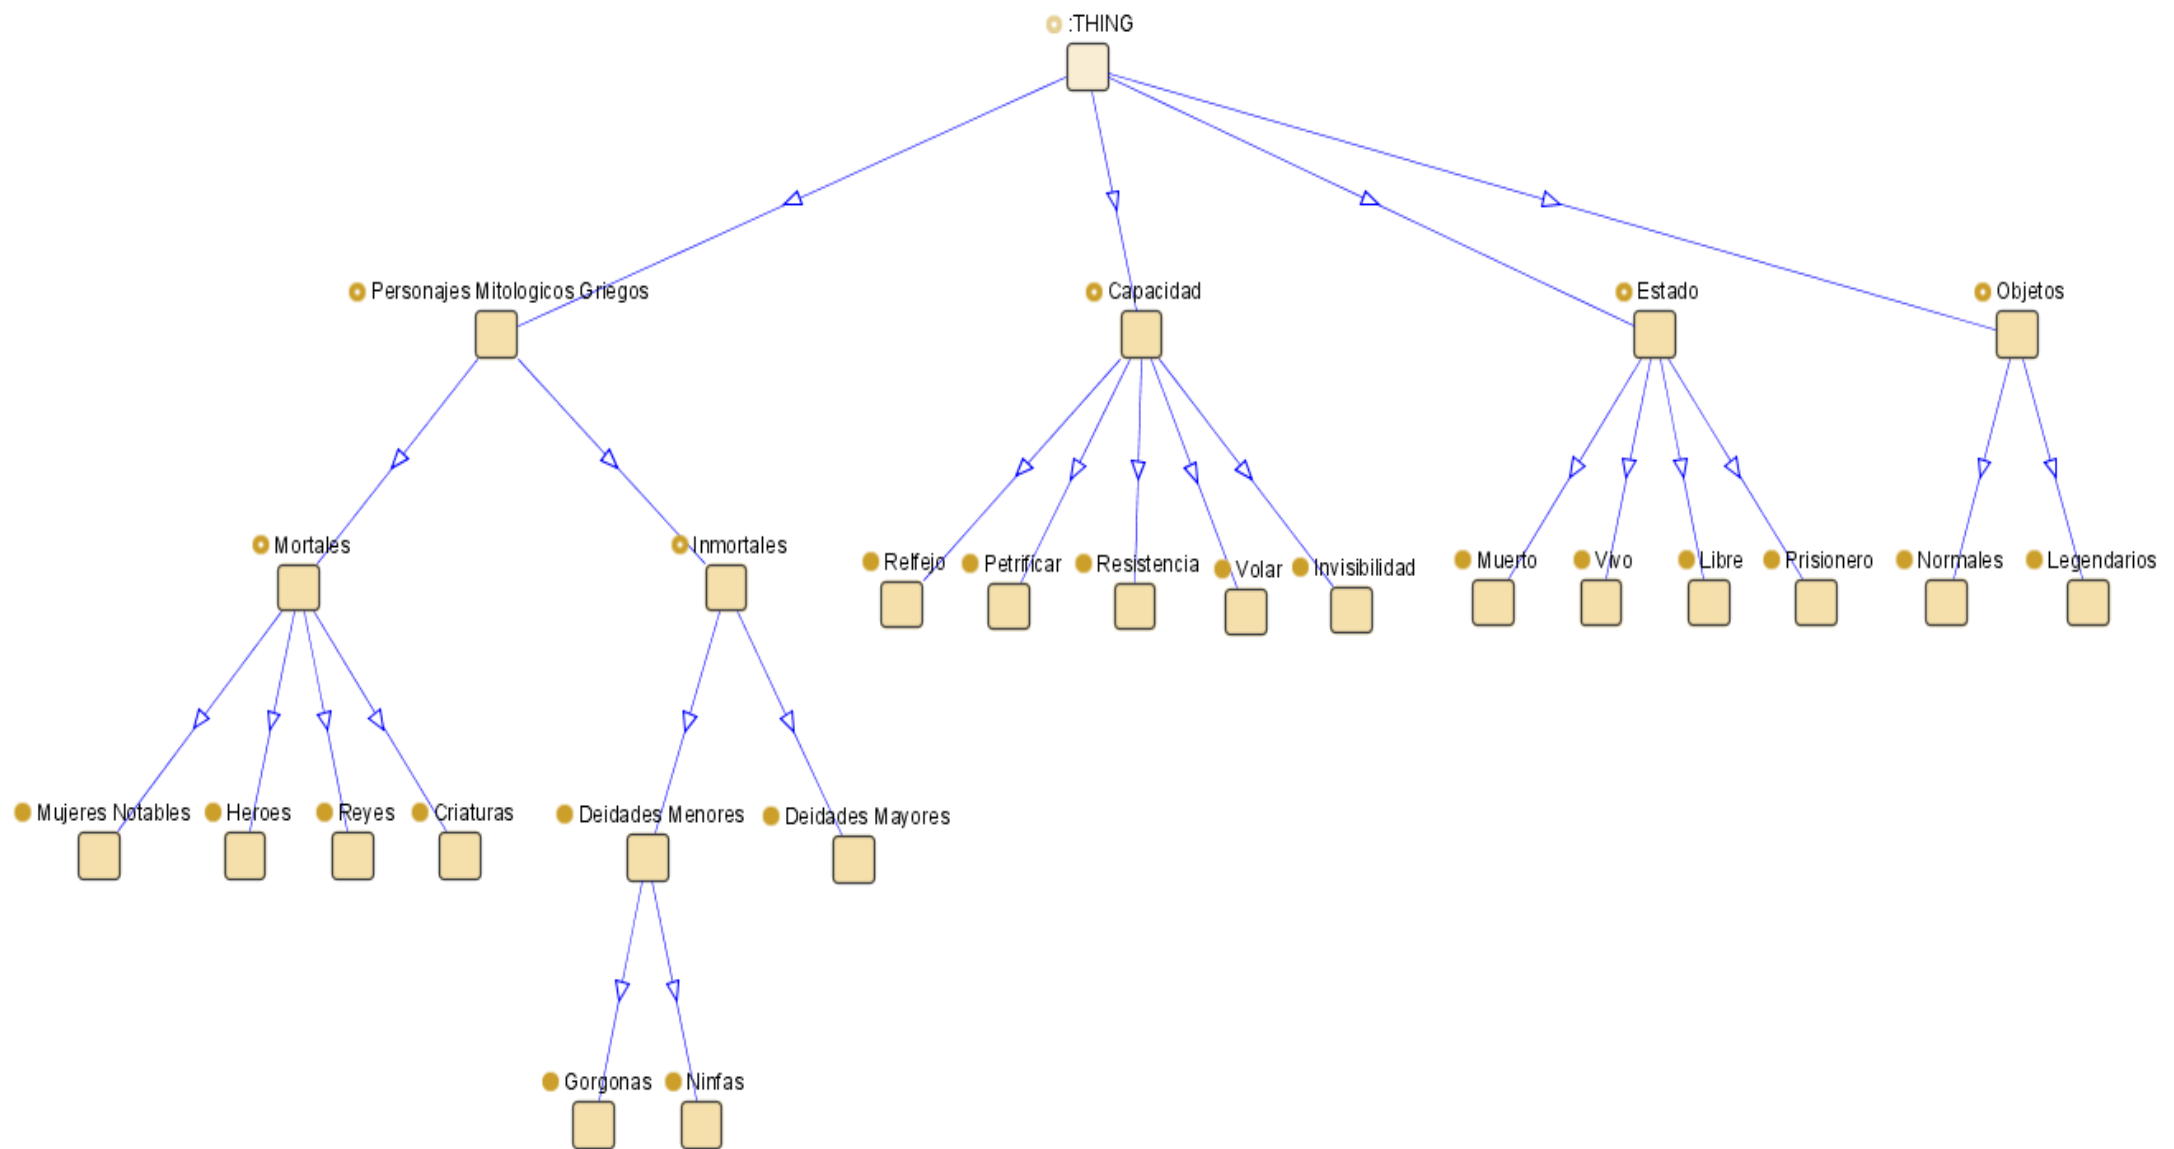 :THING
Personajes Mitologicos Griegos
Capacidad
Estado
Objetos
Mortales
Inmortales
Relfejo
Petrificar
Resistencia
Volar
Invisibilidad
Muerto
Vivo
Libre
Prisionero
Normales
Legendarios
Mujeres Notables
Heroes
Reyes
Criaturas
Deidades Menores
Deidades Mayores
Gorgonas
Ninfas